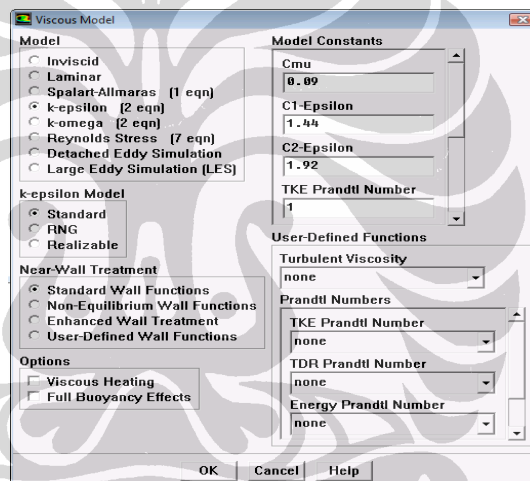 Viscous Model
Model
Inviscid
Laminar
Spalart-Allmaras (1 eqn)
k-epsilon (2 eqn)
k-omega (2 eqn)
Reynolds Stress (7 eqn)
Detached Eddy Simulation
Large Eddy Simulation (LES)
k-epsilon Model
Standard
RNG
Realizable
Near-Wall Treatment
Standard Wall Functions
Non-Equilibrium Wall Functions
Enhanced Wall Treatment
User-Defined Wall Functions
Options
Viscous Heating
Full Buoyancy Effects
Model Constants
Cmu
0.09
C1-Epsilon
1.44
C2-Epsilon
1.92
TKE Prandtl Number
1
User-Defined Functions
Turbulent Viscosity
none
Prandtl Numbers
TKE Prandtl Number
none
TDR Prandtl Number
none
Energy Prandtl Number
none
OK Cancel Help